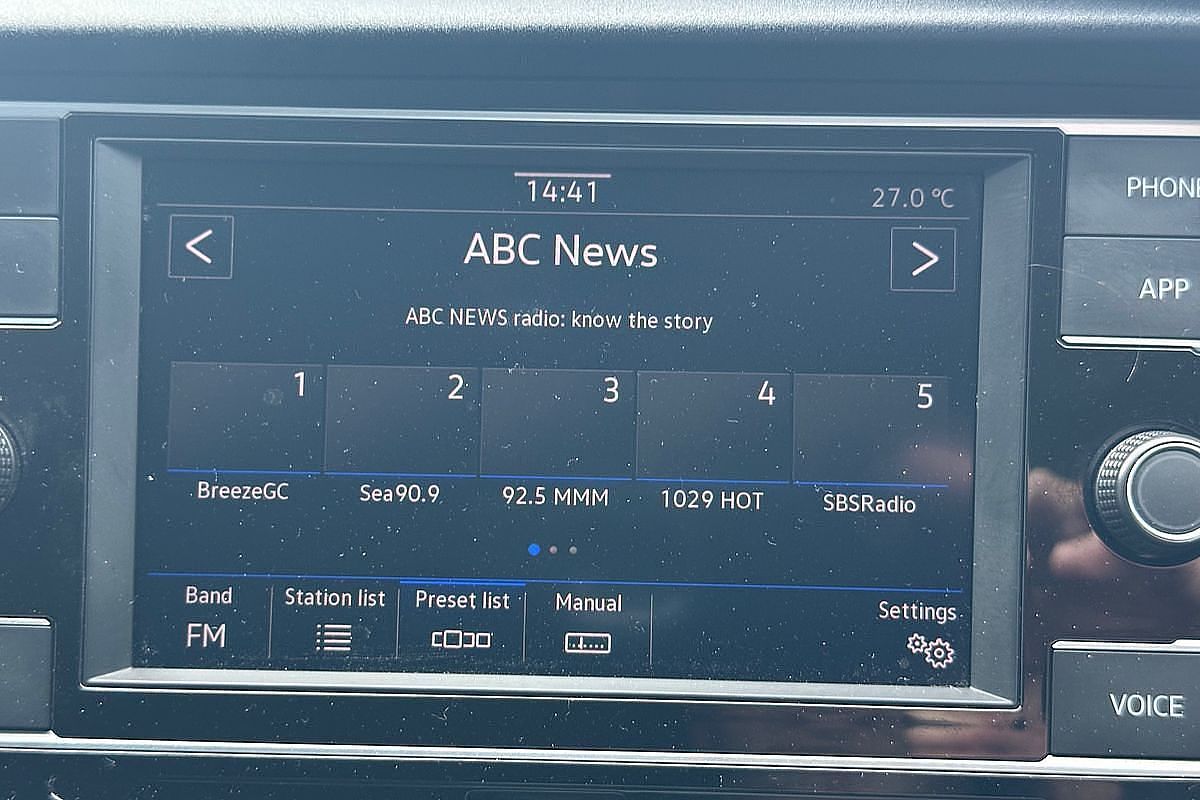 14:41
27.0 °C
<
ABC News
>
ABC NEWS radio: know the story
1
2
3
4
5
BreezeGC
Sea90.9
92.5 MMM
1029 HOT
SBSRadio
Band
FM
Station list
Preset list
Manual
Settings
PHONE
APP
VOICE